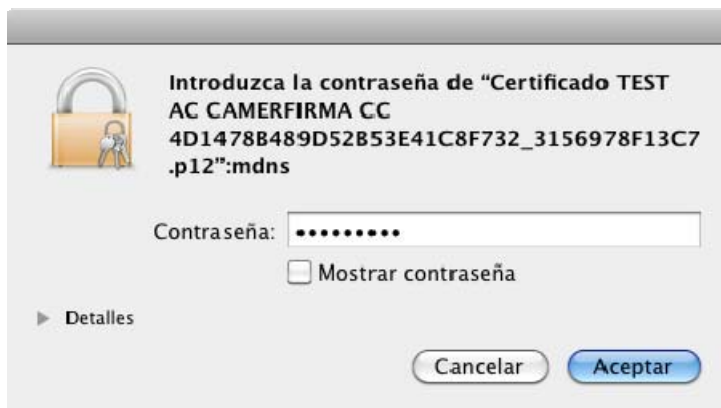 Introduzca la contraseña de “Certificado TEST
AC CAMERFIRMA CC
4D1478B489D52B53E41C8F732_3156978F13C7
.p12”:mdns
Contraseña: •••••••••
Mostrar contraseña
Detalles
Cancelar Aceptar